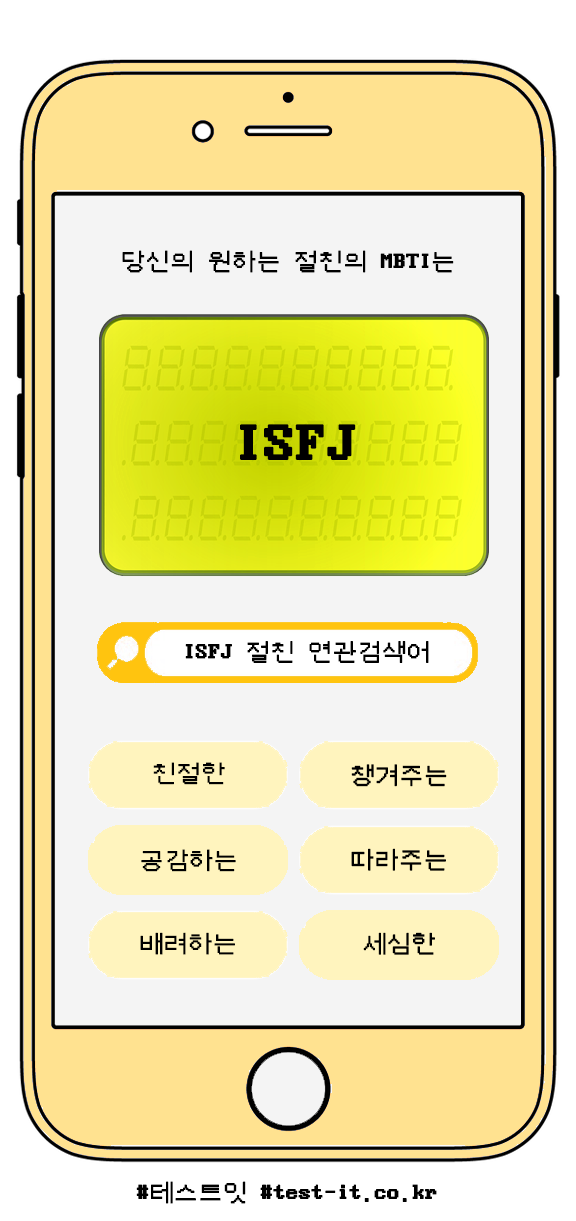 당신의 원하는 절친의 MBTI는
ISFJ
ISFJ 절친 연관검색어
친절한 챙겨주는
공감하는 따라주는
배려하는 세심한
#테스트잇 #test-it.co.kr